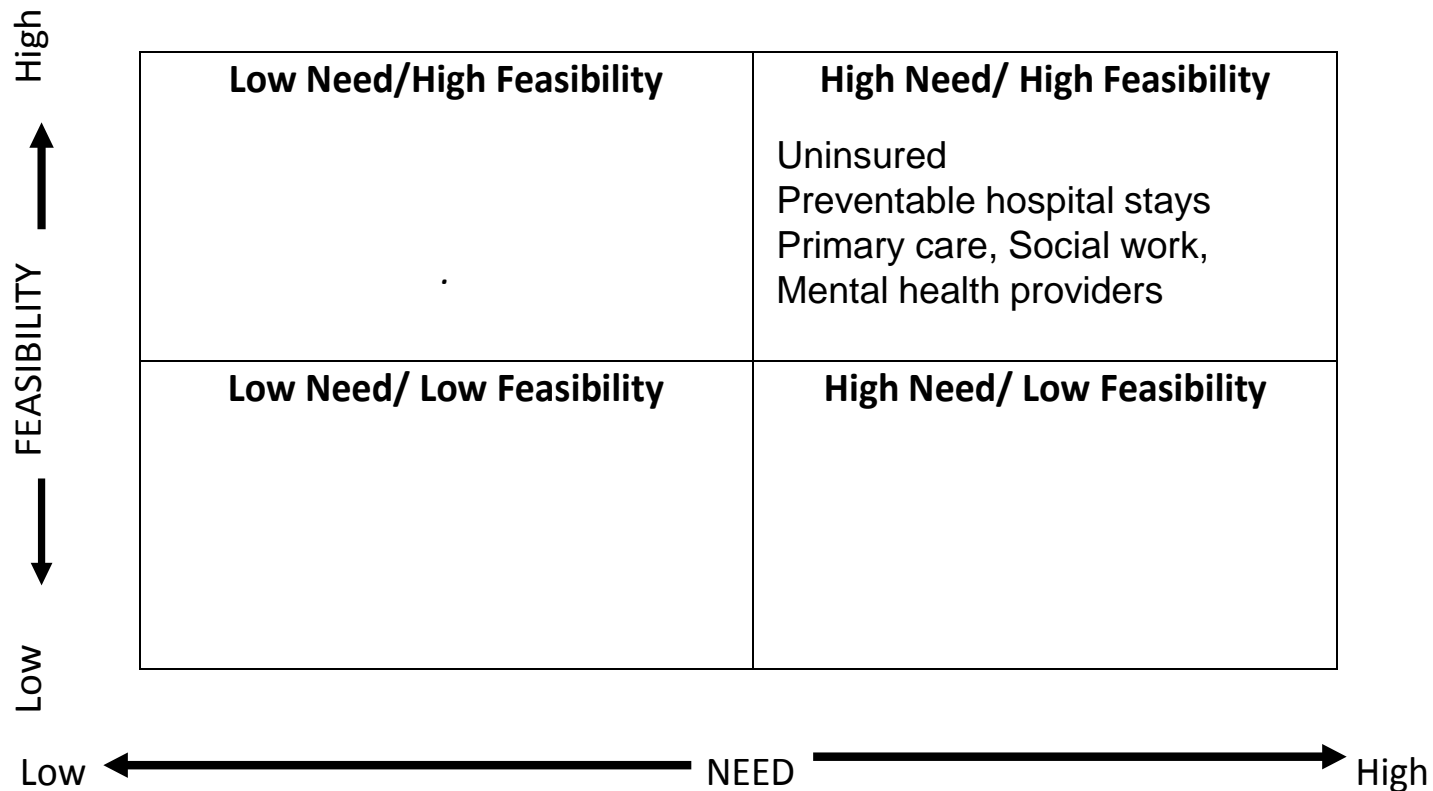 High
Low Need/High Feasibility
High Need/ High Feasibility
Uninsured
Preventable hospital stays
Primary care, Social work,
Mental health providers
.
FEASIBILITY
Low Need/ Low Feasibility
High Need/ Low Feasibility
Low
Low
NEED
High